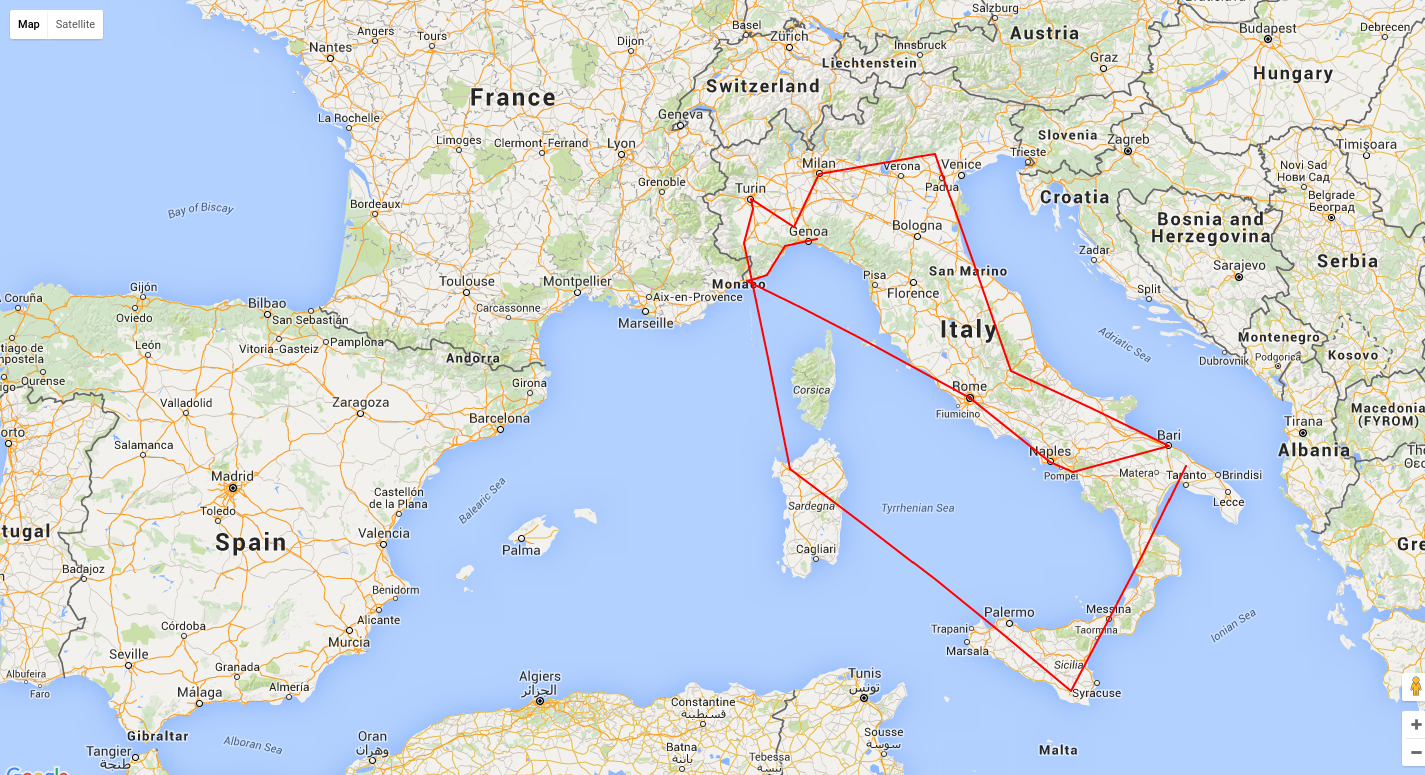 Map
Satellite
Salzburg
Bratislava
Angers
Tours
Dijon
Basel
Zürich
Innsbruck
Austria
Budapest
Debrecen
Nantes
Liechtenstein
Graz
Hungary
France
Switzerland
La Rochelle
Geneva
Limoges
Clermont-Ferrand
Lyon
Slovenia
Zagreb
Timișoara
Trieste
Milan
Verona
Venice
Padua
Novi Sad
Нови Сад
Grenoble
Turin
Croatia
Belgrade
Београд
Bay of Biscay
Bordeaux
Genoa
Bologna
Bosnia and
Herzegovina
Zadar
Sarajevo
Serbia
Pisa
San Marino
Toulouse
Montpellier
Monaco
Florence
Split
Coruña
Gijón
Oviedo
Bilbao
San Sebastián
Carcassonne
Aix-en-Provence
Marseille
Italy
Adriatic Sea
Montenegro
Podgorica
Kosovo
tiago de
mpostela
León
Vitoria-Gasteiz
Pamplona
Andorra
Dubrovnik
Ourense
Girona
Corsica
Rome
Fiumicino
Valladolid
Zaragoza
Barcelona
Tirana
Macedonia
(FYROM)
orto
Salamanca
Bari
Albania
Naples
Pompei
Matera
Taranto
Brindisi
Lecce
Madrid
Toledo
Castellón
de la Plana
Balearic Sea
Sardegna
Tyrrhenian Sea
tugal
Spain
Valencia
Palma
Cagliari
Gre
Badajoz
Benidorm
Alicante
Murcia
Palermo
Messina
Trapani
Taormina
Marsala
Ionian Sea
Córdoba
Seville
Granada
Sicilia
Syracuse
Albufeira
Faro
Málaga
Almería
Algiers
الجزائر
Tunis
تونس
Constantine
قسنطينة
Gibraltar
Alboran Sea
Oran
وهران
Sousse
سوسة
Tangier
طنجة
Batna
باتنة
Tebessa
تبسة
Malta
Google